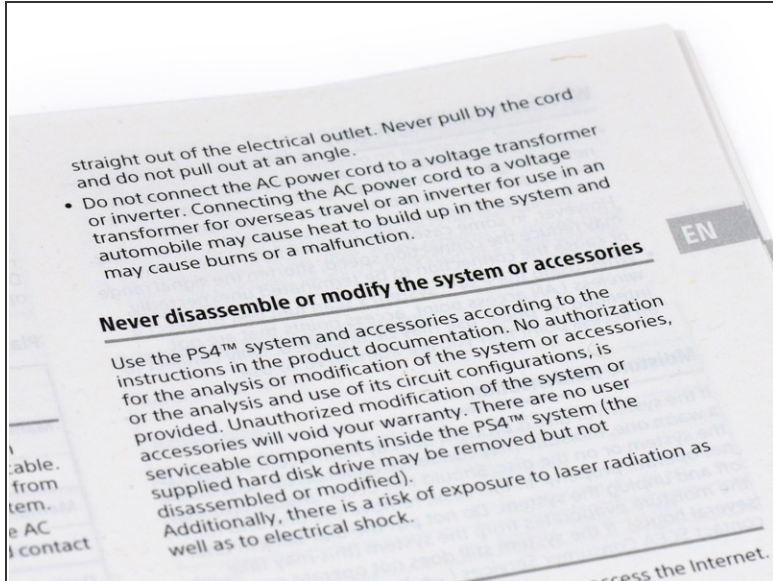 straight out of the electrical outlet. Never pull by the cord
and do not pull out at an angle.
• Do not connect the AC power cord to a voltage transformer
or inverter. Connecting the AC power cord to a voltage
transformer for overseas travel or an inverter for use in an
automobile may cause heat to build up in the system and
may cause burns or a malfunction.
EN
Never disassemble or modify the system or accessories
Use the PS4™ system and accessories according to the
instructions in the product documentation. No authorization
for the analysis or modification of the system or accessories,
or the analysis and use of its circuit configurations, is
provided. Unauthorized modification of the system or
accessories will void your warranty. There are no user
serviceable components inside the PS4™ system (the
supplied hard disk drive may be removed but not
disassembled or modified).
Additionally, there is a risk of exposure to laser radiation as
well as to electrical shock.
access the Internet.
from
AC
contact